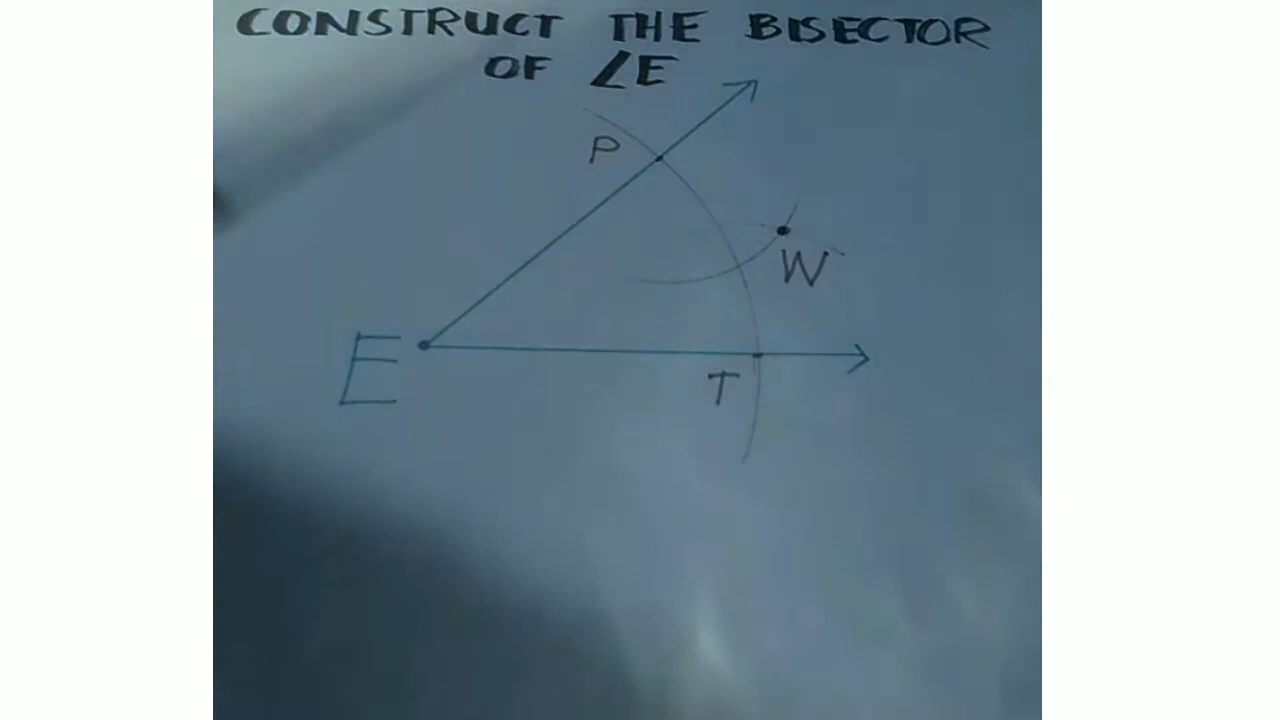 CONSTRUCT THE BISECTOR
OF ∠E
P
W
E
T